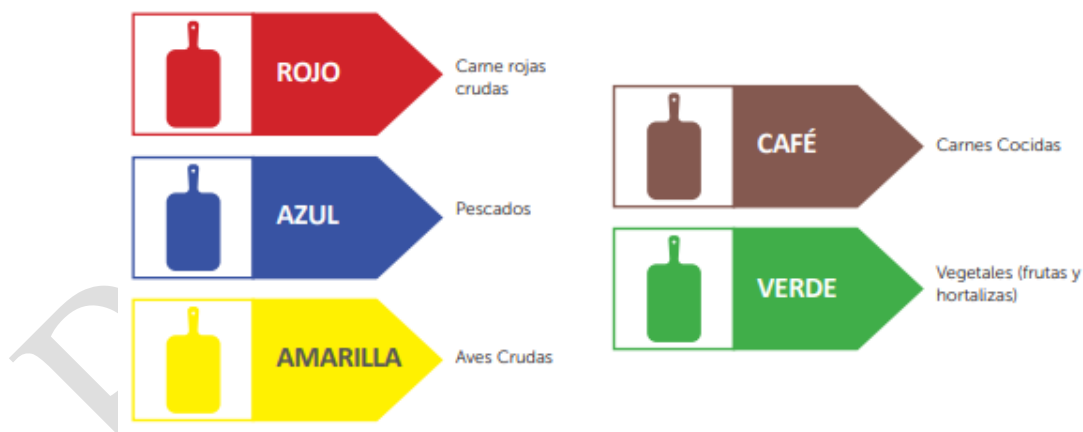 ROJO
Carne rojas
crudas
AZUL
Pescados
AMARILLA
Aves Crudas
CAFÉ
Carnes Cocidas
VERDE
Vegetales (frutas y
hortalizas)